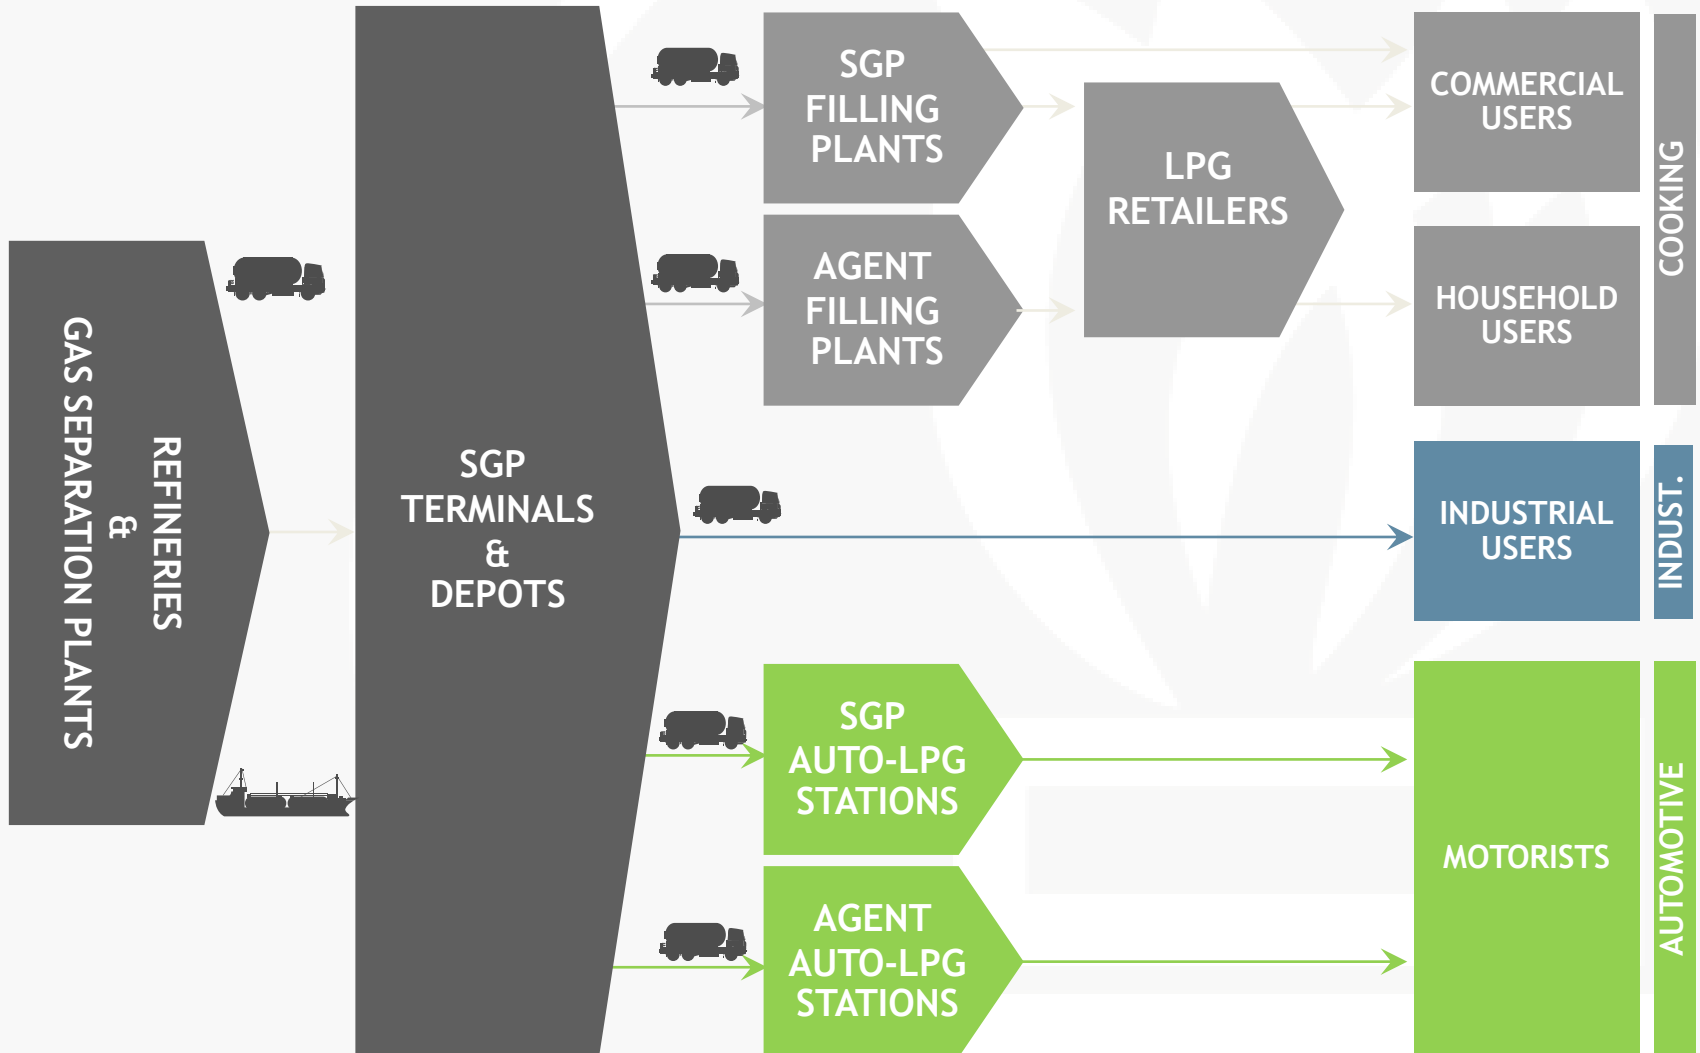 REFINERIES
&
GAS SEPARATION PLANTS
SGP
TERMINALS
&
DEPOTS
SGP
FILLING
PLANTS
AGENT
FILLING
PLANTS
LPG
RETAILERS
COMMERCIAL
USERS
HOUSEHOLD
USERS
COOKING
INDUSTRIAL
USERS
INDUST.
SGP
AUTO-LPG
STATIONS
AGENT
AUTO-LPG
STATIONS
MOTORISTS
AUTOMOTIVE